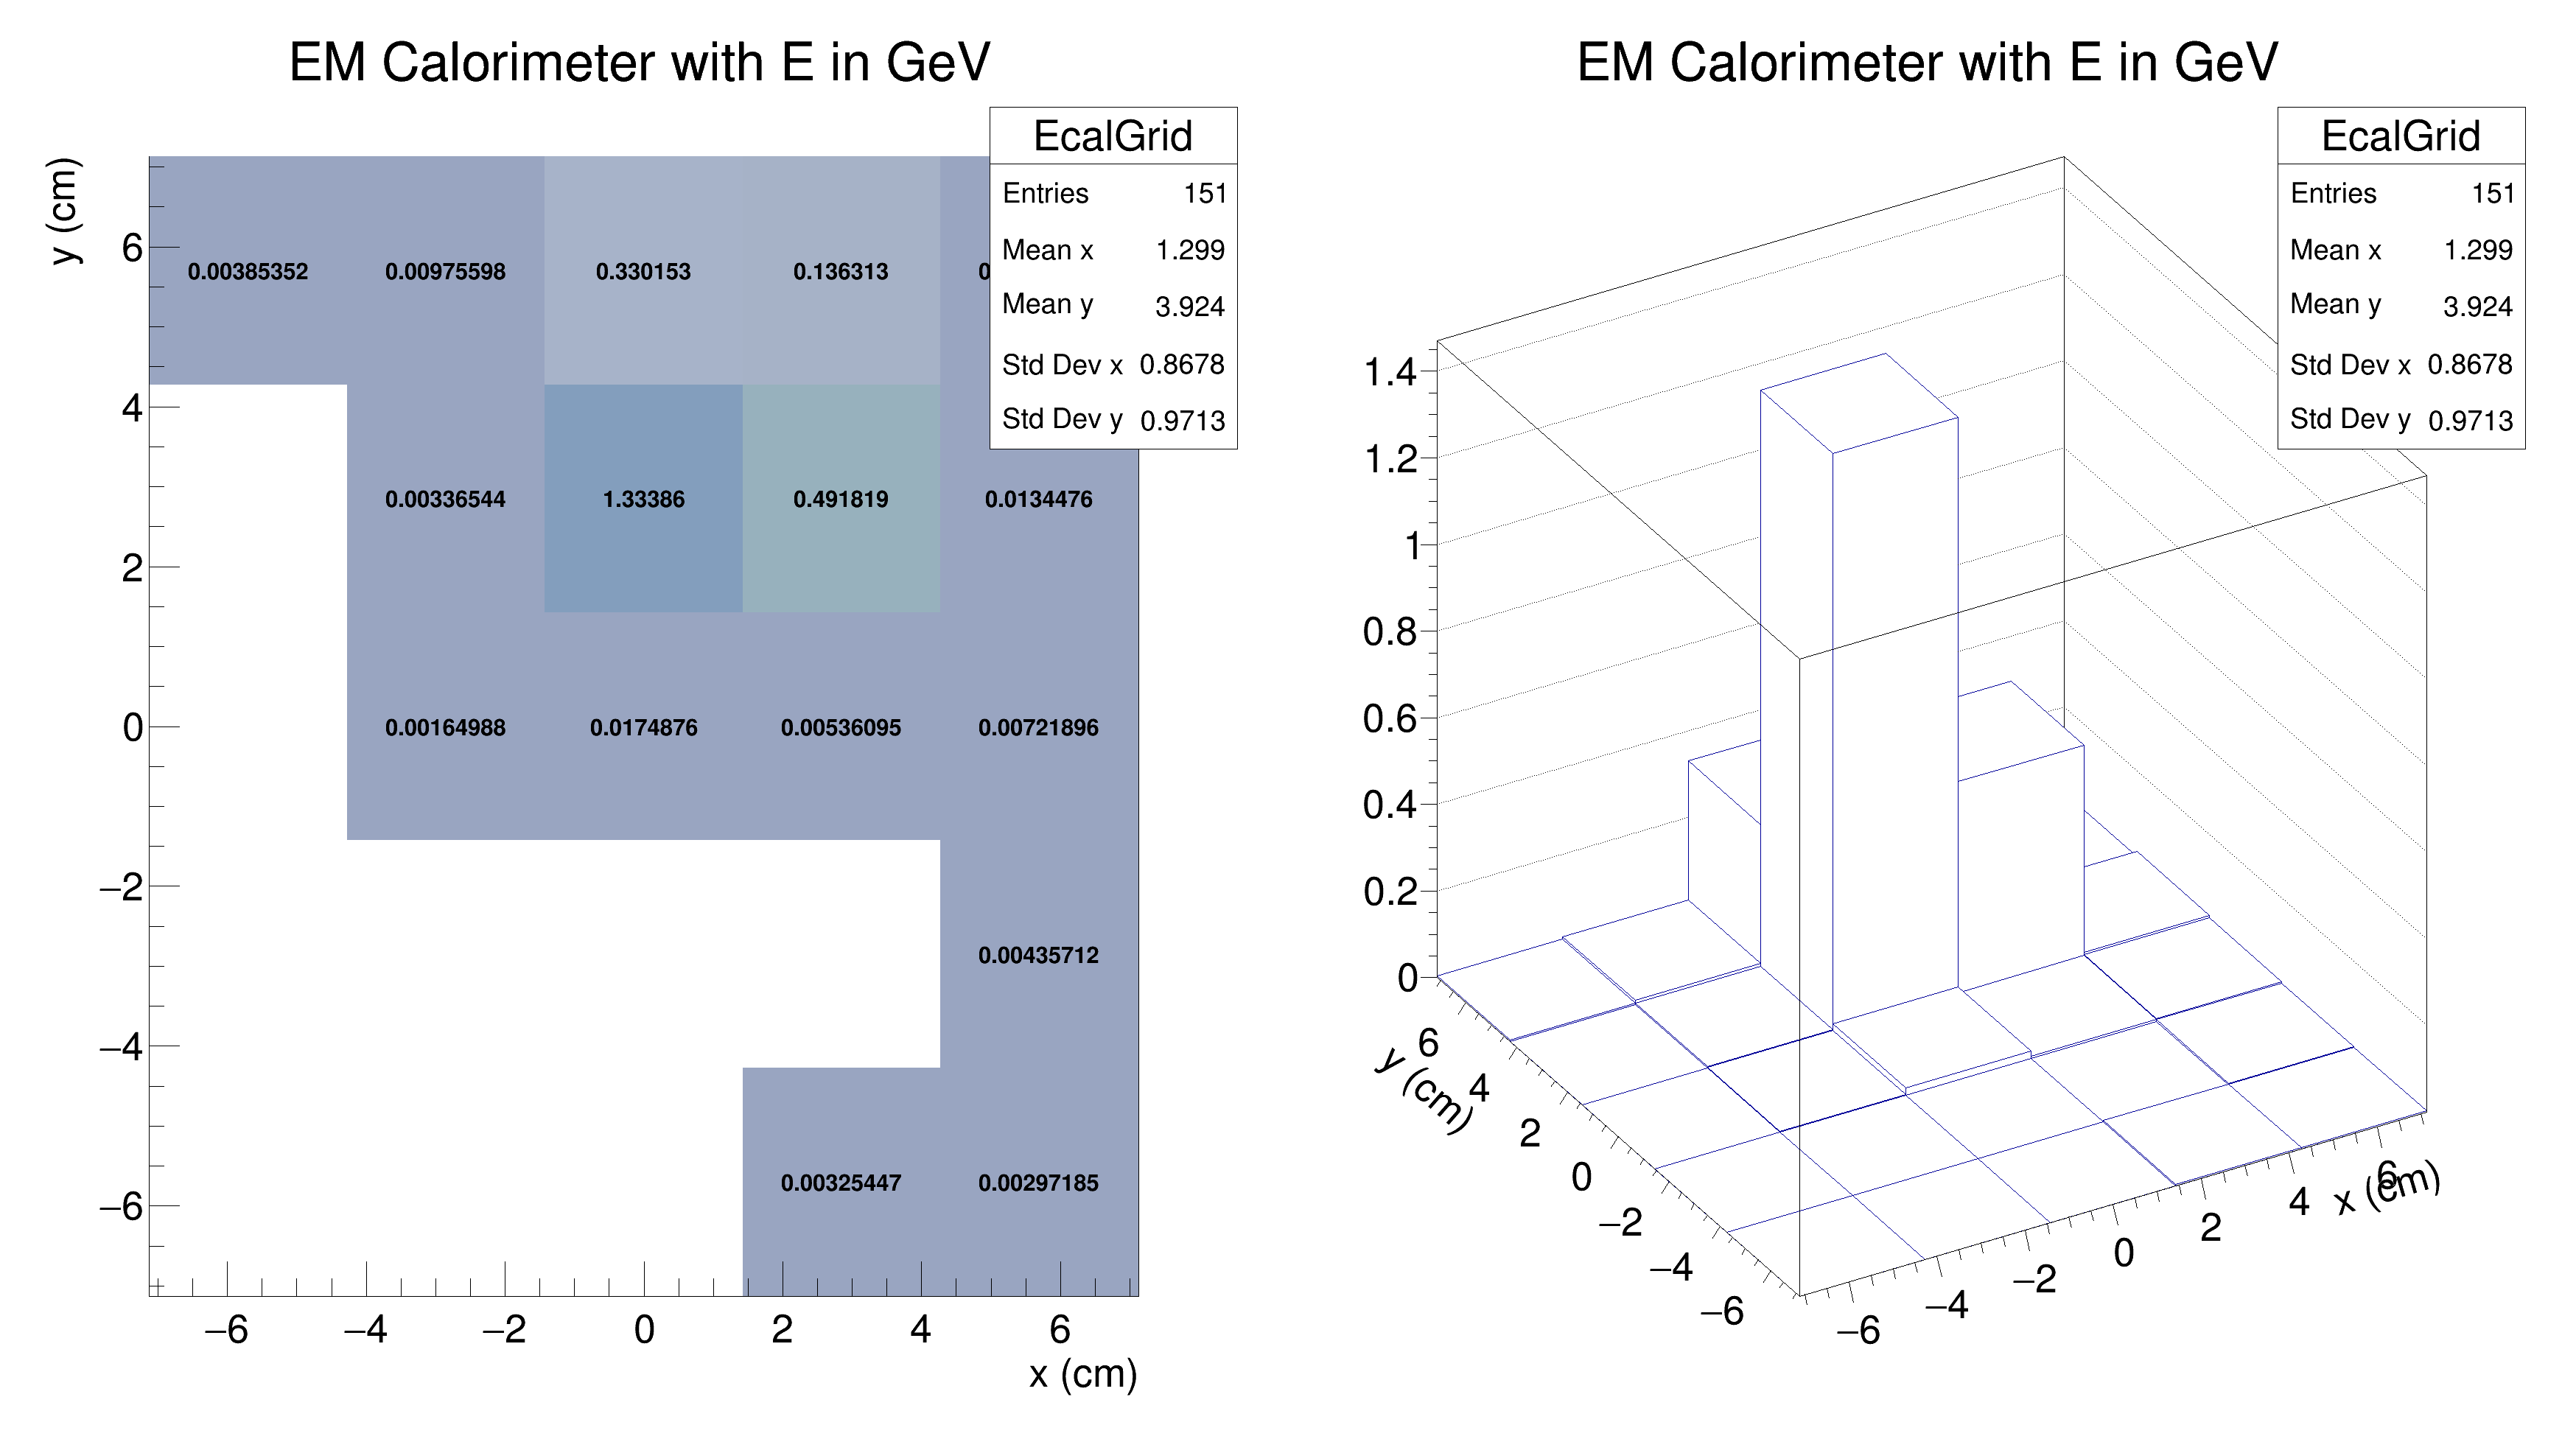 EM Calorimeter with E in GeV
EcalGrid
Entries 151
Mean x 1.299
Mean y 3.924
Std Dev x 0.8678
Std Dev y 0.9713
y (cm)
6
4
2
0
−2
−4
−6
0.00385352 0.00975598 0.330153 0.136313
0.00336544 1.33386 0.491819 0.0134476
0.00164988 0.0174876 0.00536095 0.00721896
0.00435712
0.00325447 0.00297185
−6 −4 −2 0 2 4 6
x (cm)
EM Calorimeter with E in GeV
EcalGrid
Entries 151
Mean x 1.299
Mean y 3.924
Std Dev x 0.8678
Std Dev y 0.9713
1.4
1.2
1
0.8
0.6
0.4
0.2
0
6
4
2
0
−2
−4
−6
y (cm)
−6 −4 −2 0 2 4 6
x (cm)